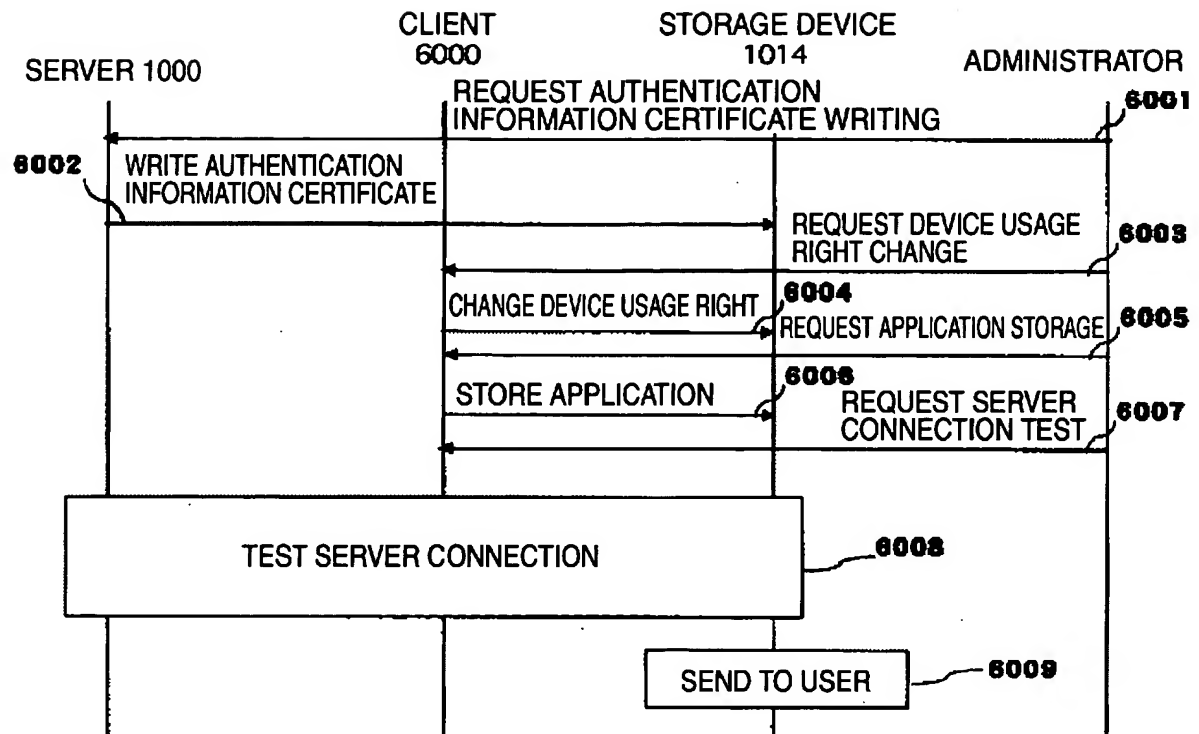 CLIENT
6000
STORAGE DEVICE
1014
SERVER 1000
ADMINISTRATOR
REQUEST AUTHENTICATION
INFORMATION CERTIFICATE WRITING
6001
6002
WRITE AUTHENTICATION
INFORMATION CERTIFICATE
REQUEST DEVICE USAGE
RIGHT CHANGE
6003
CHANGE DEVICE USAGE RIGHT
6004
REQUEST APPLICATION STORAGE
6005
STORE APPLICATION
6006
REQUEST SERVER
CONNECTION TEST
6007
TEST SERVER CONNECTION
6008
SEND TO USER
6009